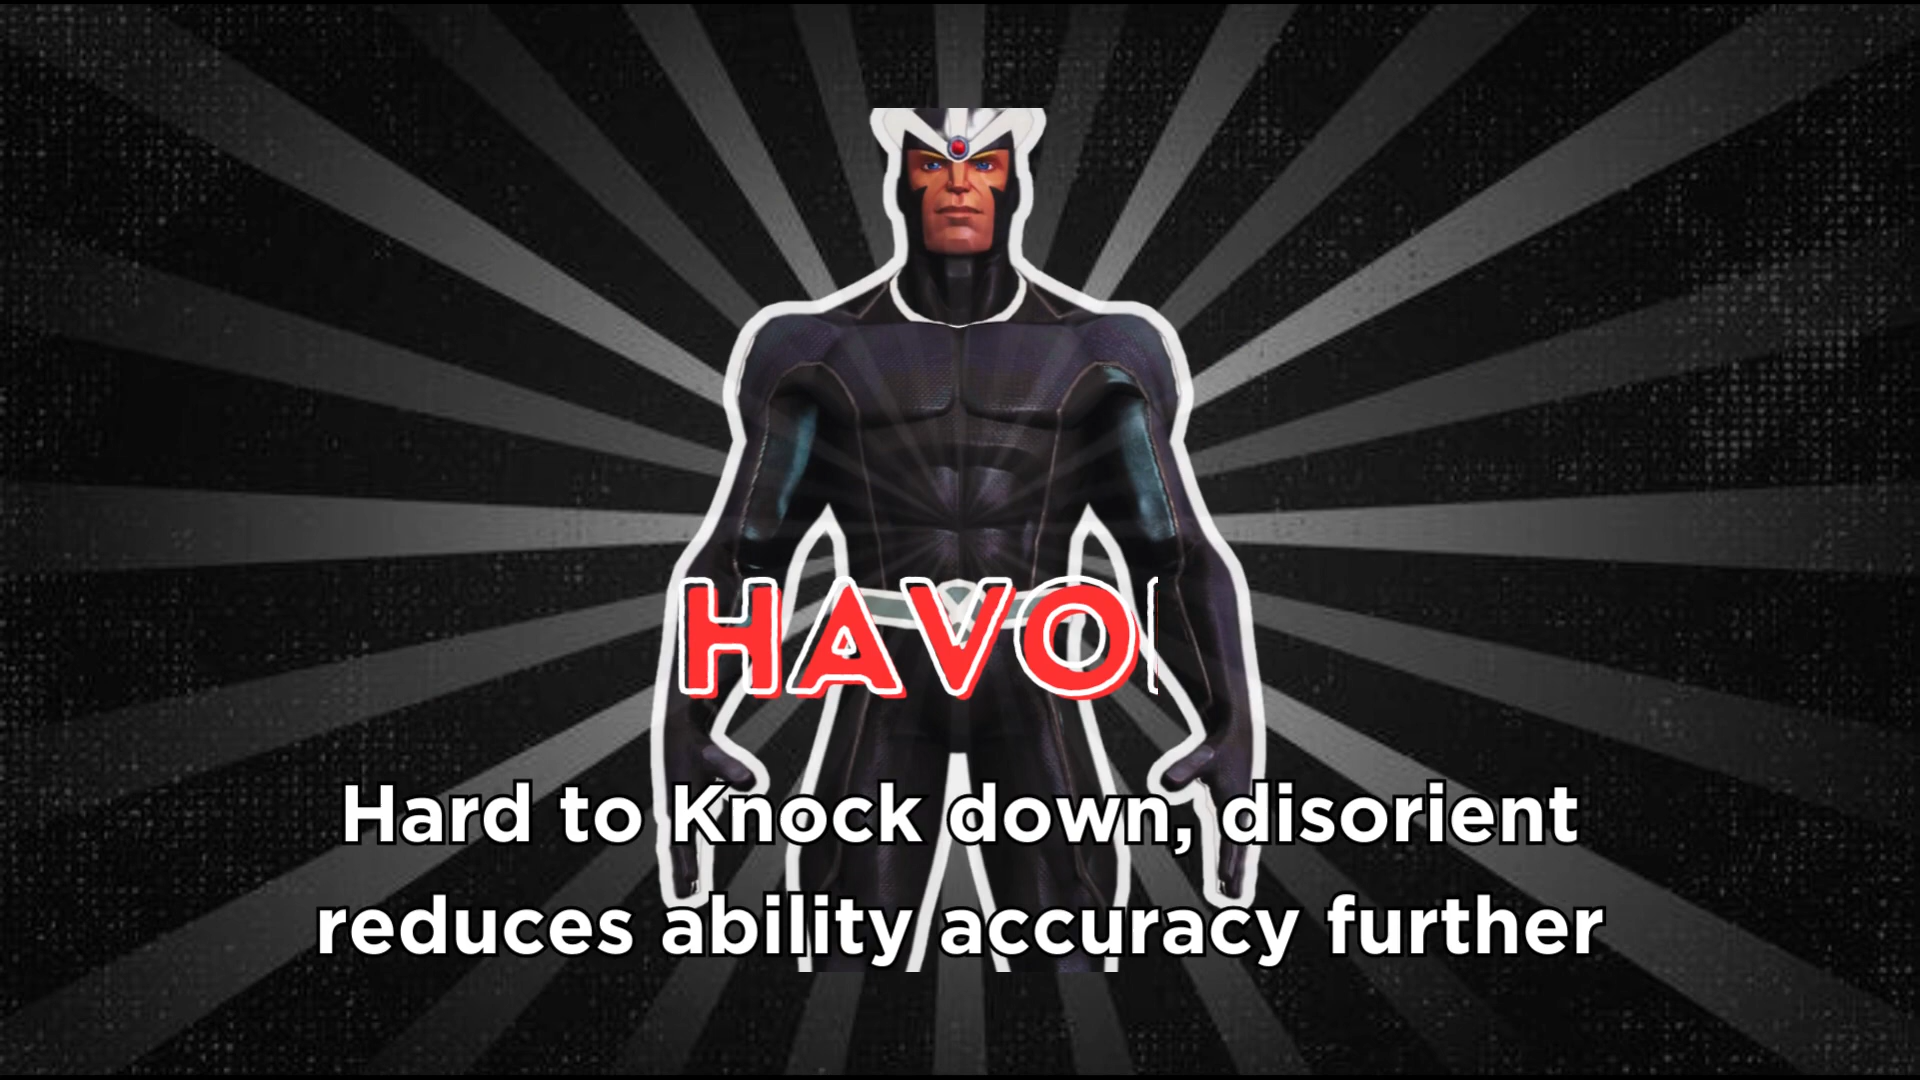 HAVO
Hard to Knock down, disorient
reduces ability accuracy further